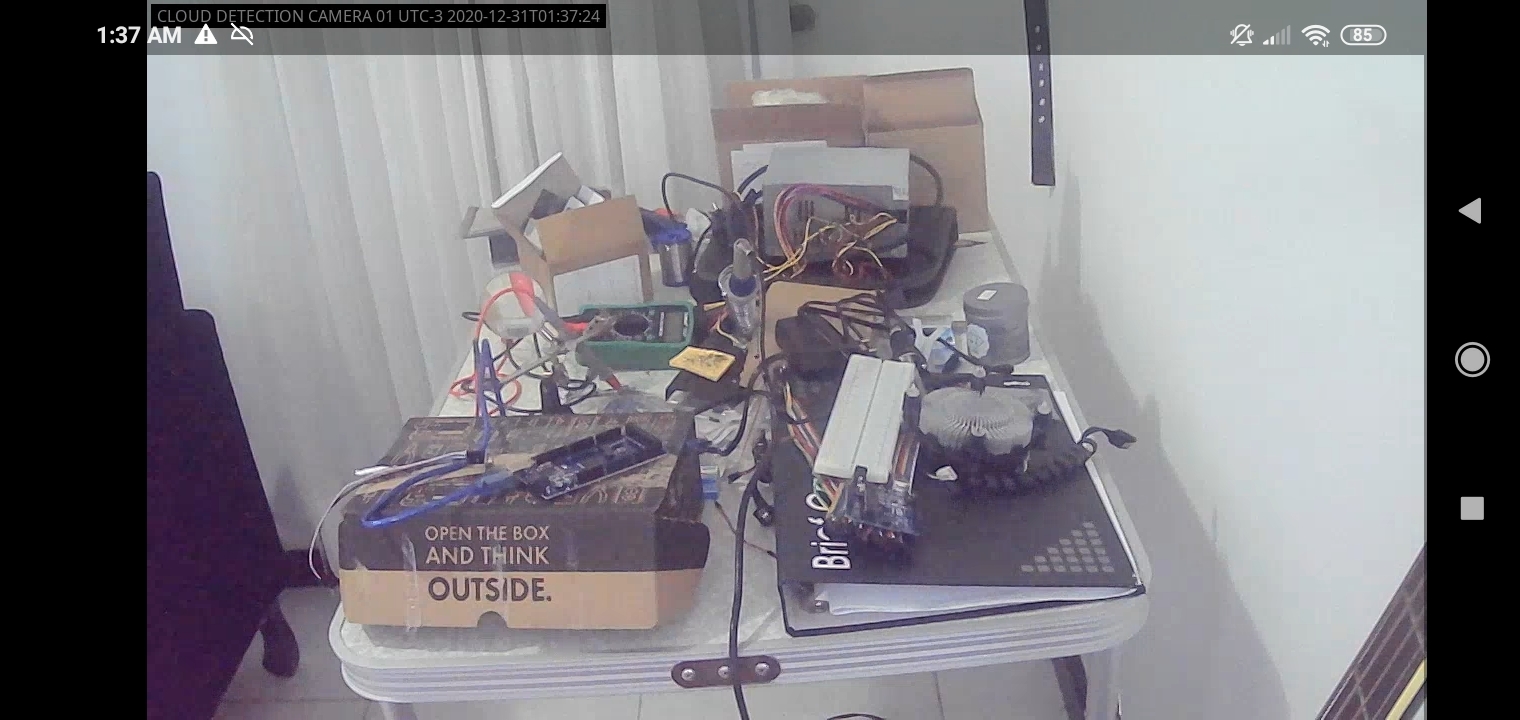 CLOUD DETECTION CAMERA 01 UTC-3 2020-12-31T01:37:24
1:37 AM
85
OPEN THE BOX
AND THINK
OUTSIDE.